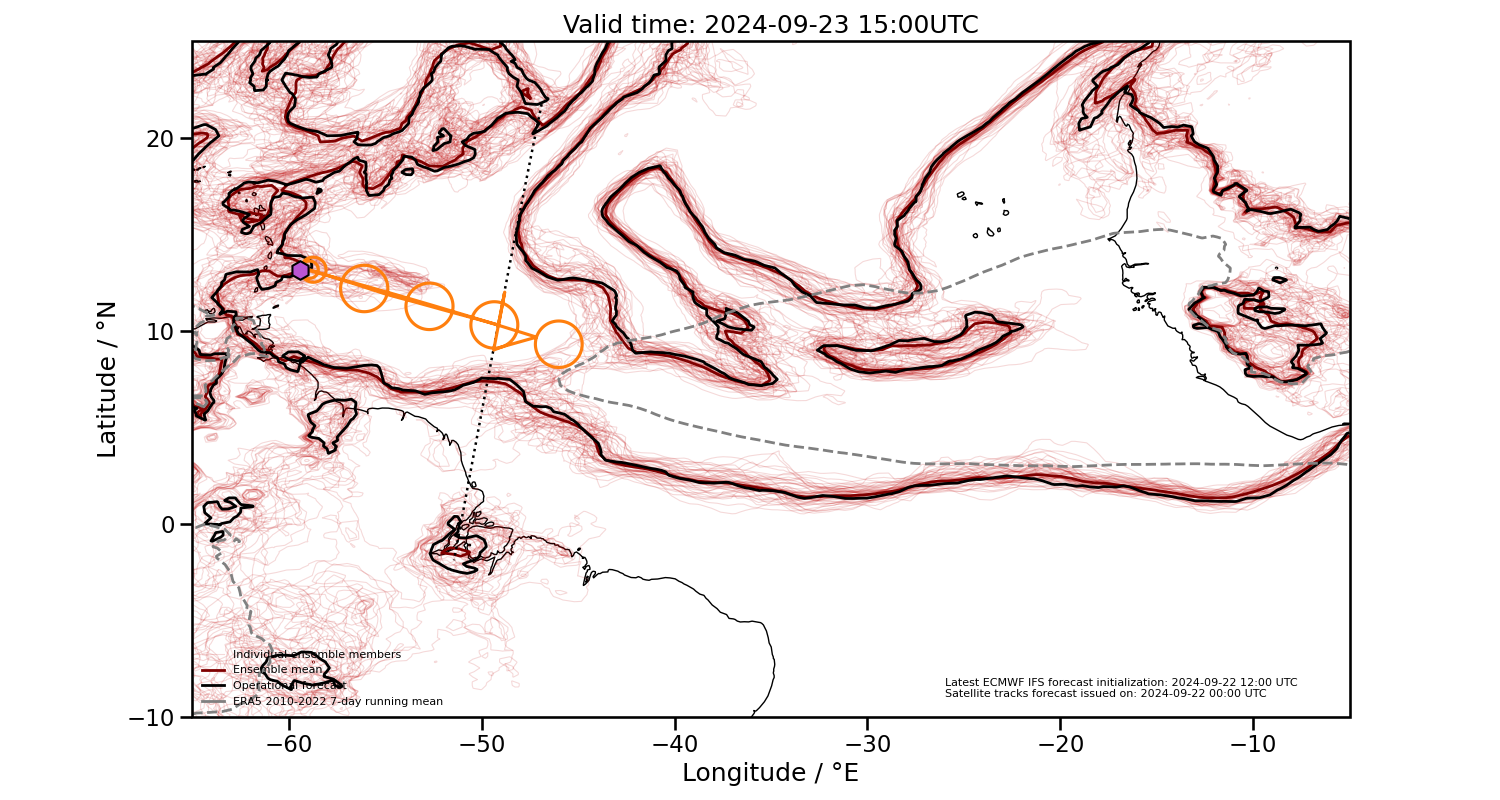 Valid time: 2024-09-23 15:00UTC
20
10
0
−10
Latitude / °N
Individual ensemble members
Ensemble mean
Operational forecast
ERA5 2010-2022 7-day running mean
Latest ECMWF IFS forecast initialization: 2024-09-22 12:00 UTC
Satellite tracks forecast issued on: 2024-09-22 00:00 UTC
−60
−50
−40
−30
−20
−10
Longitude / °E